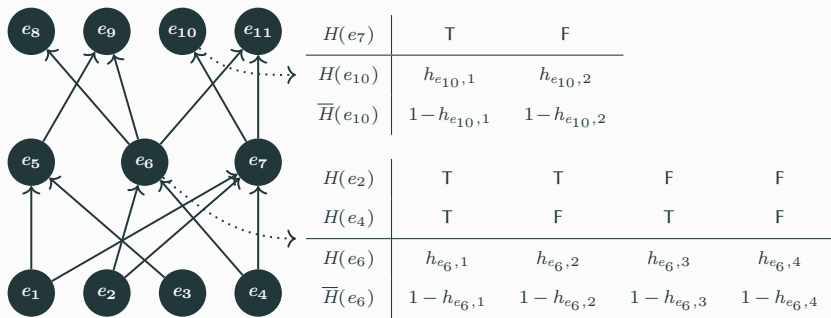 e₈ e₉ e₁₀ e₁₁
H(e₇) T F
H(e₁₀) h_{e₁₀,1} h_{e₁₀,2}
H̅(e₁₀) 1−h_{e₁₀,1} 1−h_{e₁₀,2}
e₅ e₆ e₇
H(e₂) T T F F
H(e₄) T F T F
H(e₆) h_{e₆,1} h_{e₆,2} h_{e₆,3} h_{e₆,4}
H̅(e₆) 1−h_{e₆,1} 1−h_{e₆,2} 1−h_{e₆,3} 1−h_{e₆,4}
e₁ e₂ e₃ e₄